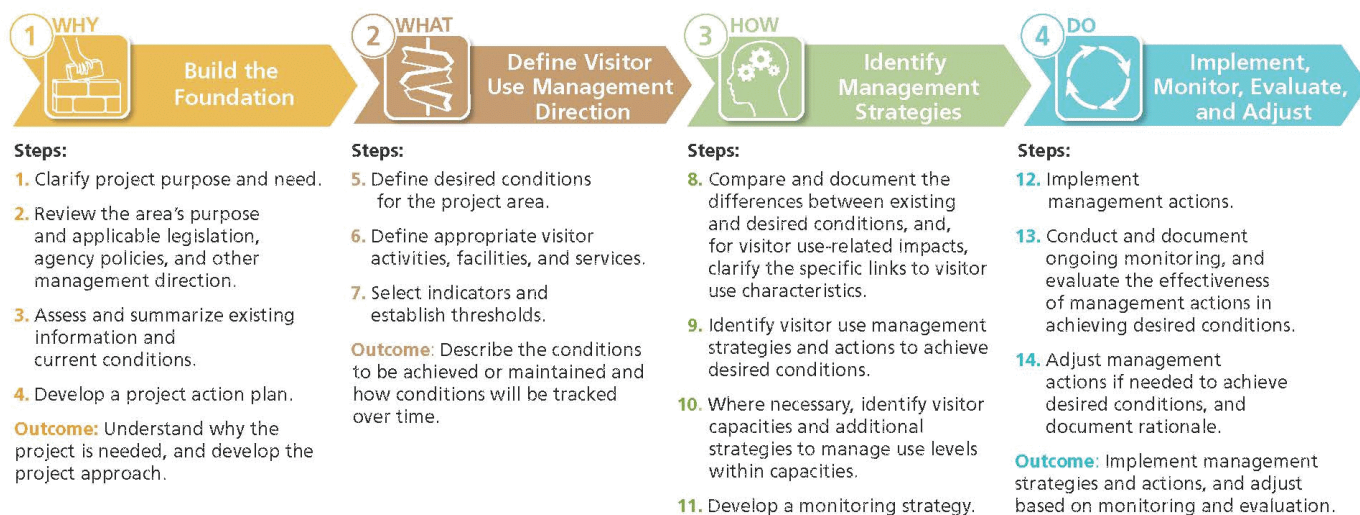 1 WHY
Build the
Foundation
Steps:
1. Clarify project purpose and need.
2. Review the area's purpose
and applicable legislation,
agency policies, and other
management direction.
3. Assess and summarize existing
information and
current conditions.
4. Develop a project action plan.
Outcome: Understand why the
project is needed, and develop the
project approach.
2 WHAT
Define Visitor
Use Management
Direction
Steps:
5. Define desired conditions
for the project area.
6. Define appropriate visitor
activities, facilities, and services.
7. Select indicators and
establish thresholds.
Outcome: Describe the conditions
to be achieved or maintained and
how conditions will be tracked
over time.
3 HOW
Identify
Management
Strategies
Steps:
8. Compare and document the
differences between existing
and desired conditions, and,
for visitor use-related impacts,
clarify the specific links to visitor
use characteristics.
9. Identify visitor use management
strategies and actions to achieve
desired conditions.
10. Where necessary, identify visitor
capacities and additional
strategies to manage use levels
within capacities.
11. Develop a monitoring strategy.
4 DO
Implement,
Monitor, Evaluate,
and Adjust
Steps:
12. Implement
management actions.
13. Conduct and document
ongoing monitoring, and
evaluate the effectiveness
of management actions in
achieving desired conditions.
14. Adjust management
actions if needed to achieve
desired conditions, and
document rationale.
Outcome: Implement management
strategies and actions, and adjust
based on monitoring and evaluation.